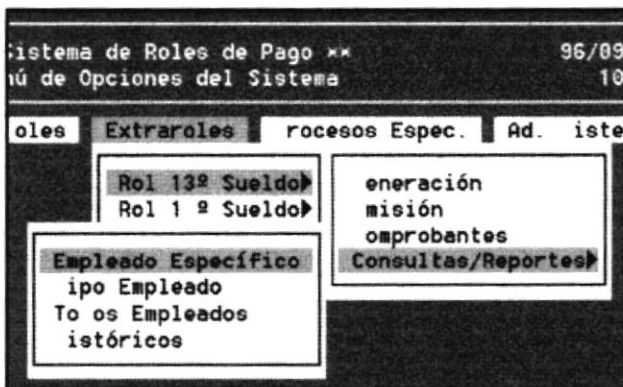 istema de Roles de Pago ** 96/09
nú de Opciones del Sistema 10
oles Extraroles rocesos Espec. Ad. iste
Rol 13º Sueldo▶
Rol 1 º Sueldo▶
eneración
misión
omprobantes
Consultas/Reportes▶
Empleado Específico
ipo Empleado
To os Empleados
istóricos